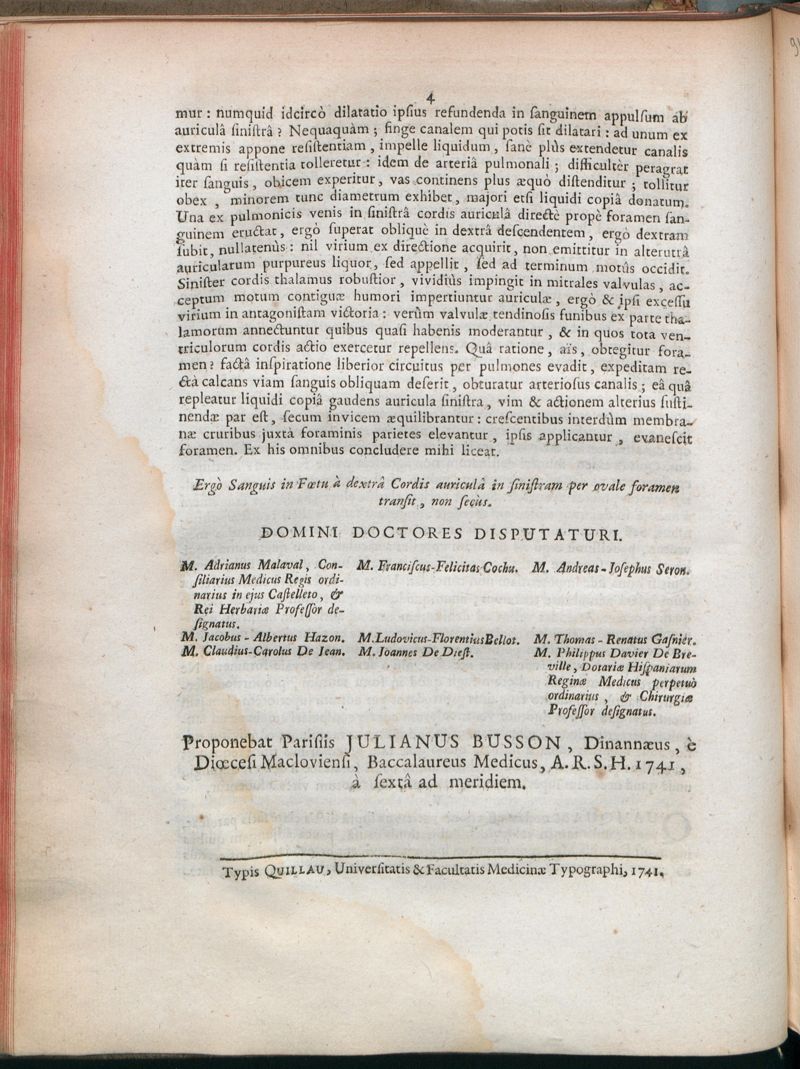 4
mur : numquid idcircò dilatatio ipſius refundenda in ſanguinem appulſum ab
auriculâ ſiniſtrâ ? Nequaquàm ; finge canalem qui potis ſit dilatari : ad unum ex
extremis appone reſiſtentiam , impelle liquidum , ſanè plùs extendetur canalis
quàm ſi reſiſtentia tolleretur : idem de arteriâ pulmonali ; difficultèr peragrat
iter ſanguis , obicem experitur , vas continens plus æquò diſtenditur ; tollitur
obex , minorem tunc diametrum exhibet , majori etſi liquidi copiâ donatum.
Una ex pulmonicis venis in ſiniſtrâ cordis auriculâ directè propè foramen ſan-
guinem eructat, ergò ſuperat obliquè in dextrâ deſcendentem , ergò dextram
ſubit, nullatenùs : nil virium ex directione acquirit, non emittitur in alterutrâ
auricularum purpureus liquor, ſed appellit , ſed ad terminum motûs occidit.
Siniſter cordis thalamus robuſtior , vividiùs impingit in mitrales valvulas , ac-
ceptum motum contiguæ humori impertiuntur auriculæ , ergò & ipſi exceſſu
virium in antagoniſtam victoria : verùm valvulæ tendinoſis funibus ex parte tha-
lamorum annectuntur quibus quaſi habenis moderantur , & in quos tota ven-
triculorum cordis actio exercetur repellens. Quâ ratione , aïs , obtegitur fora-
men ? factâ inſpiratione liberior circuitus per pulmones evadit , expeditam re-
ctà calcans viam ſanguis obliquam deſerit , obturatur arterioſus canalis ; eâ quâ
repleatur liquidi copiâ gaudens auricula ſiniſtra , vim & actionem alterius ſuſti-
nendæ par eſt , ſecum invicem æquilibrantur : creſcentibus interdùm membra-
næ cruribus juxtà foraminis parietes elevantur , ipſis applicantur , evaneſcit
foramen. Ex his omnibus concludere mihi liceat.
Ergò Sanguis in Fœtu à dextrâ Cordis auriculâ in ſiniſtram per ovale foramen
tranſit , non ſecùs.
DOMINI DOCTORES DISPUTATURI.
M. Adrianus Malaval , Con-
ſiliarius Medicus Regis ordi-
narius in ejus Caſtelleto , &
Rei Herbariæ Profeſſor de-
ſignatus.
M. Franciſcus-Felicitas Cochu.
M. Andreas-Joſephus Seron.
M. Jacobus-Albertus Hazon.
M. Ludovicus-Florentius Bellot.
M. Thomas-Renatus Gaſnier.
M. Claudius-Carolus De Jean.
M. Joannes De Dieſt.
M. Philippus Davier De Bre-
ville , Dotariæ Hiſpaniarum
Reginæ Medicus perpetuò
ordinarius , & Chirurgiæ
Profeſſor deſignatus.
Proponebat Pariſiis JULIANUS BUSSON , Dinannæus , è
Diœceſi Maclovienſi, Baccalaureus Medicus, A. R. S. H. 1741 ,
à ſextâ ad meridiem.
Typis QUILLAU, Univerſitatis & Facultatis Medicinæ Typographi, 1741.